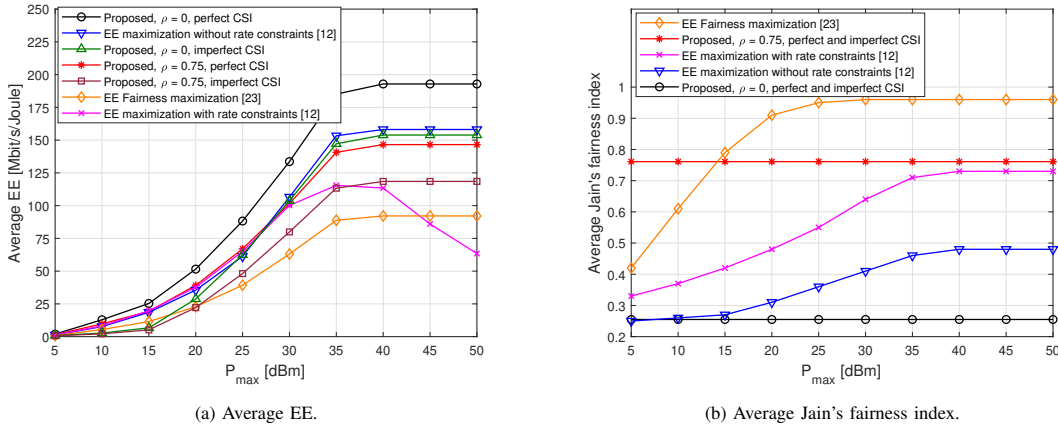 250
225
200
175
150
125
100
75
50
25
0
Average EE [Mbit/s/Joule]
Proposed, ρ = 0, perfect CSI
EE maximization without rate constraints [12]
Proposed, ρ = 0, imperfect CSI
Proposed, ρ = 0.75, perfect CSI
Proposed, ρ = 0.75, imperfect CSI
EE Fairness maximization [23]
EE maximization with rate constraints [12]
5 10 15 20 25 30 35 40 45 50
P_max [dBm]
(a) Average EE.
1
0.9
0.8
0.7
0.6
0.5
0.4
0.3
0.2
Average Jain's fairness index
EE Fairness maximization [23]
Proposed, ρ = 0.75, perfect and imperfect CSI
EE maximization with rate constraints [12]
EE maximization without rate constraints [12]
Proposed, ρ = 0, perfect and imperfect CSI
5 10 15 20 25 30 35 40 45 50
P_max [dBm]
(b) Average Jain's fairness index.